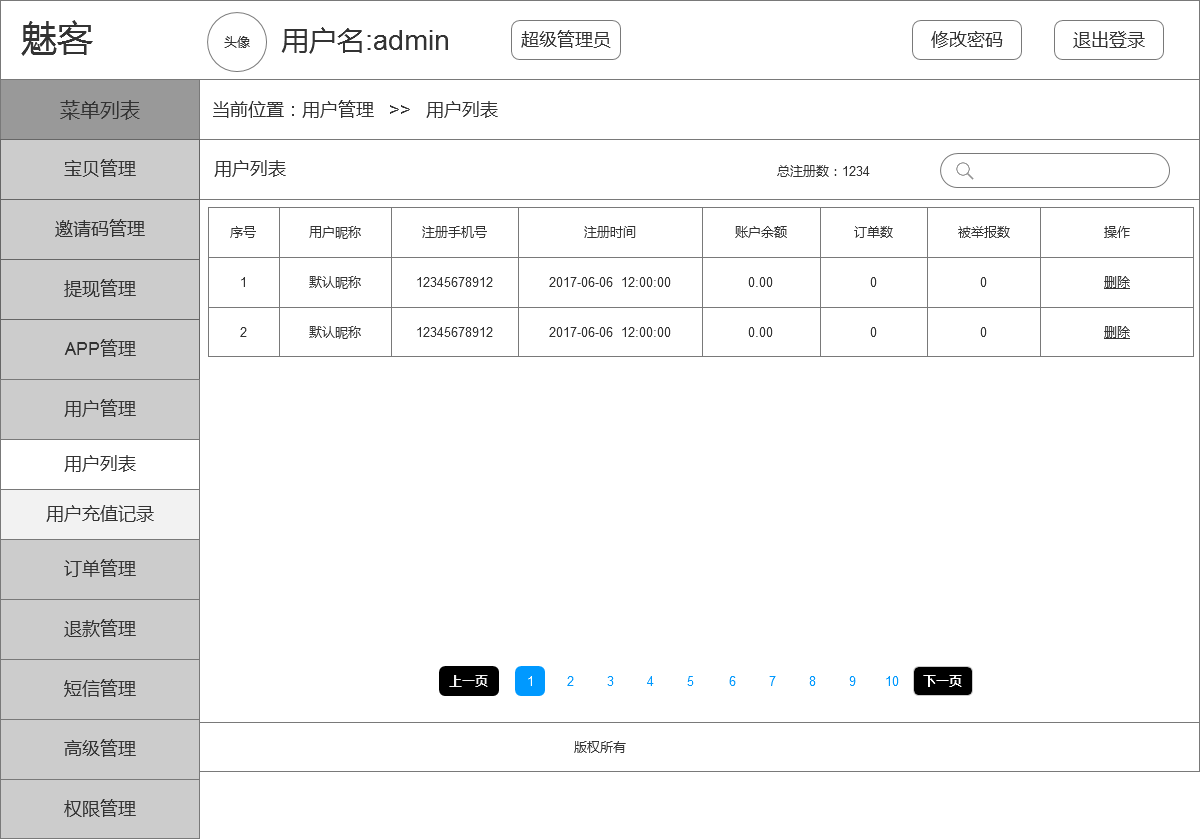 魅客
头像
用户名:admin
超级管理员
修改密码
退出登录
菜单列表
宝贝管理
邀请码管理
提现管理
APP管理
用户管理
用户列表
用户充值记录
订单管理
退款管理
短信管理
高级管理
权限管理
当前位置：用户管理 >> 用户列表
用户列表
总注册数：1234
序号 用户昵称 注册手机号 注册时间 账户余额 订单数 被举报数 操作
1 默认昵称 12345678912 2017-06-06 12:00:00 0.00 0 0 删除
2 默认昵称 12345678912 2017-06-06 12:00:00 0.00 0 0 删除
上一页 1 2 3 4 5 6 7 8 9 10 下一页
版权所有